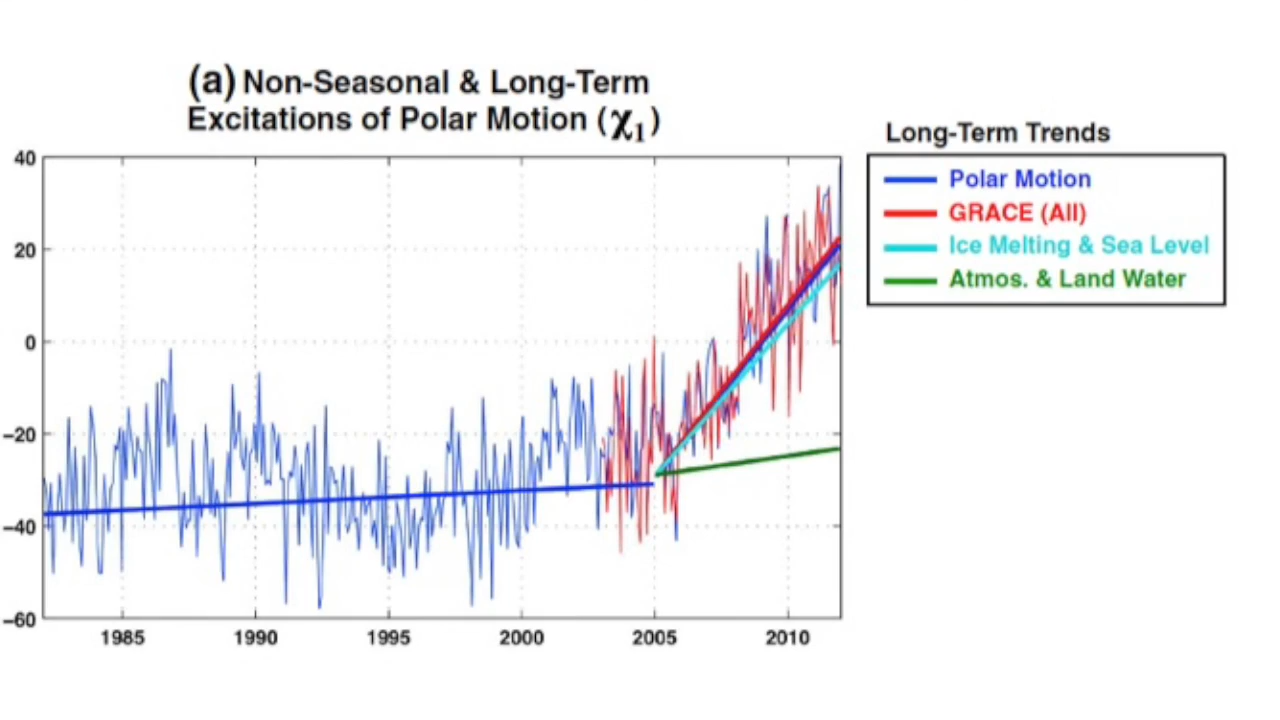 (a) Non-Seasonal & Long-Term
Excitations of Polar Motion (χ₁)
Long-Term Trends
Polar Motion
GRACE (All)
Ice Melting & Sea Level
Atmos. & Land Water
40
20
0
−20
−40
−60
1985 1990 1995 2000 2005 2010